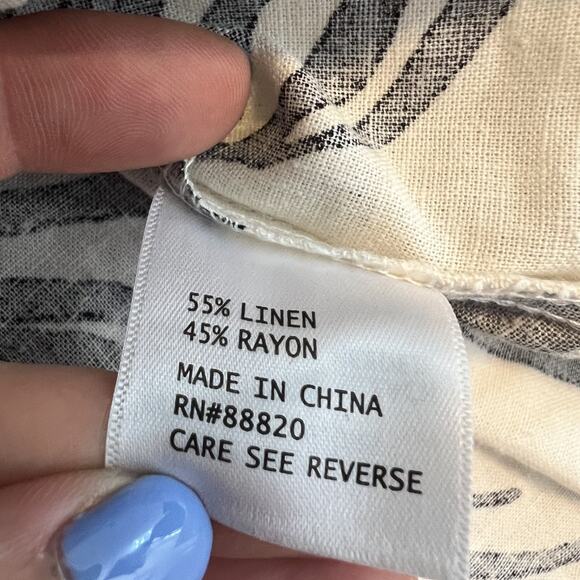 55% LINEN
45% RAYON
MADE IN CHINA
RN#88820
CARE SEE REVERSE